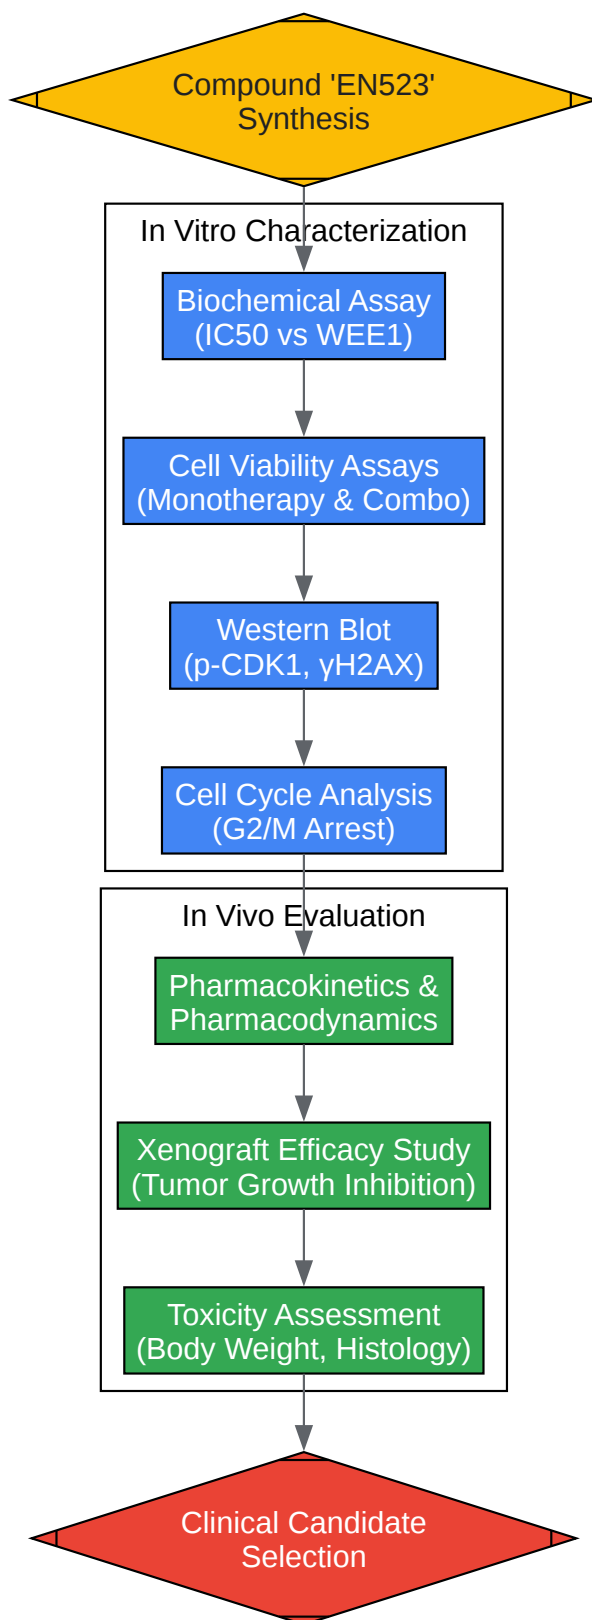 Compound 'EN523'
Synthesis
In Vitro Characterization
Biochemical Assay
(IC50 vs WEE1)
Cell Viability Assays
(Monotherapy & Combo)
Western Blot
(p-CDK1, γH2AX)
Cell Cycle Analysis
(G2/M Arrest)
In Vivo Evaluation
Pharmacokinetics &
Pharmacodynamics
Xenograft Efficacy Study
(Tumor Growth Inhibition)
Toxicity Assessment
(Body Weight, Histology)
Clinical Candidate
Selection